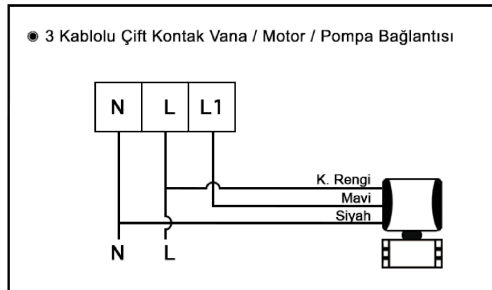 ◉ 3 Kablolu Çift Kontak Vana / Motor / Pompa Bağlantısı
N L L1
K. Rengi
Mavi
Siyah
N L